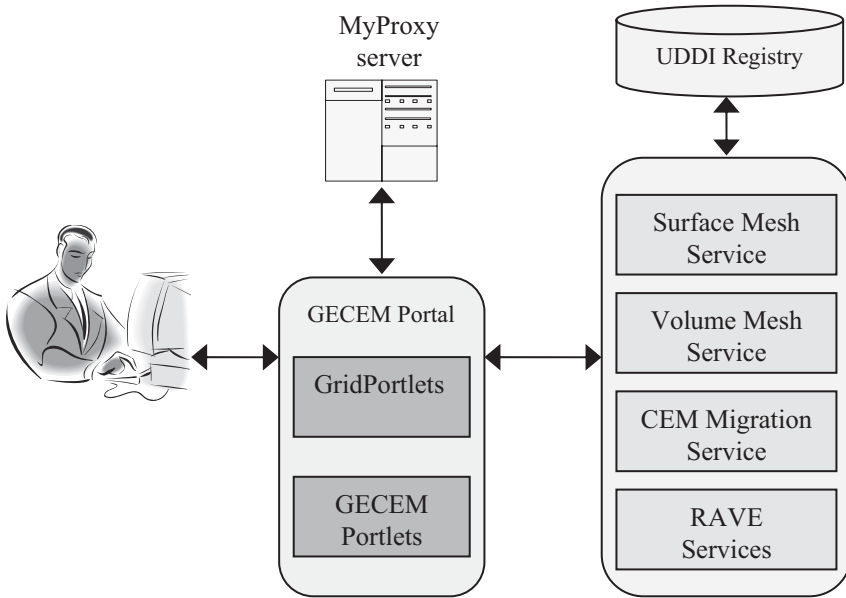 MyProxy
server
UDDI Registry
GECEM Portal
GridPortlets
GECEM
Portlets
Surface Mesh
Service
Volume Mesh
Service
CEM Migration
Service
RAVE
Services